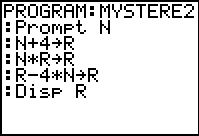 PROGRAM:MYSTERE2
:Prompt N
:N+4→R
:N*R→R
:R-4*N→R
:Disp R